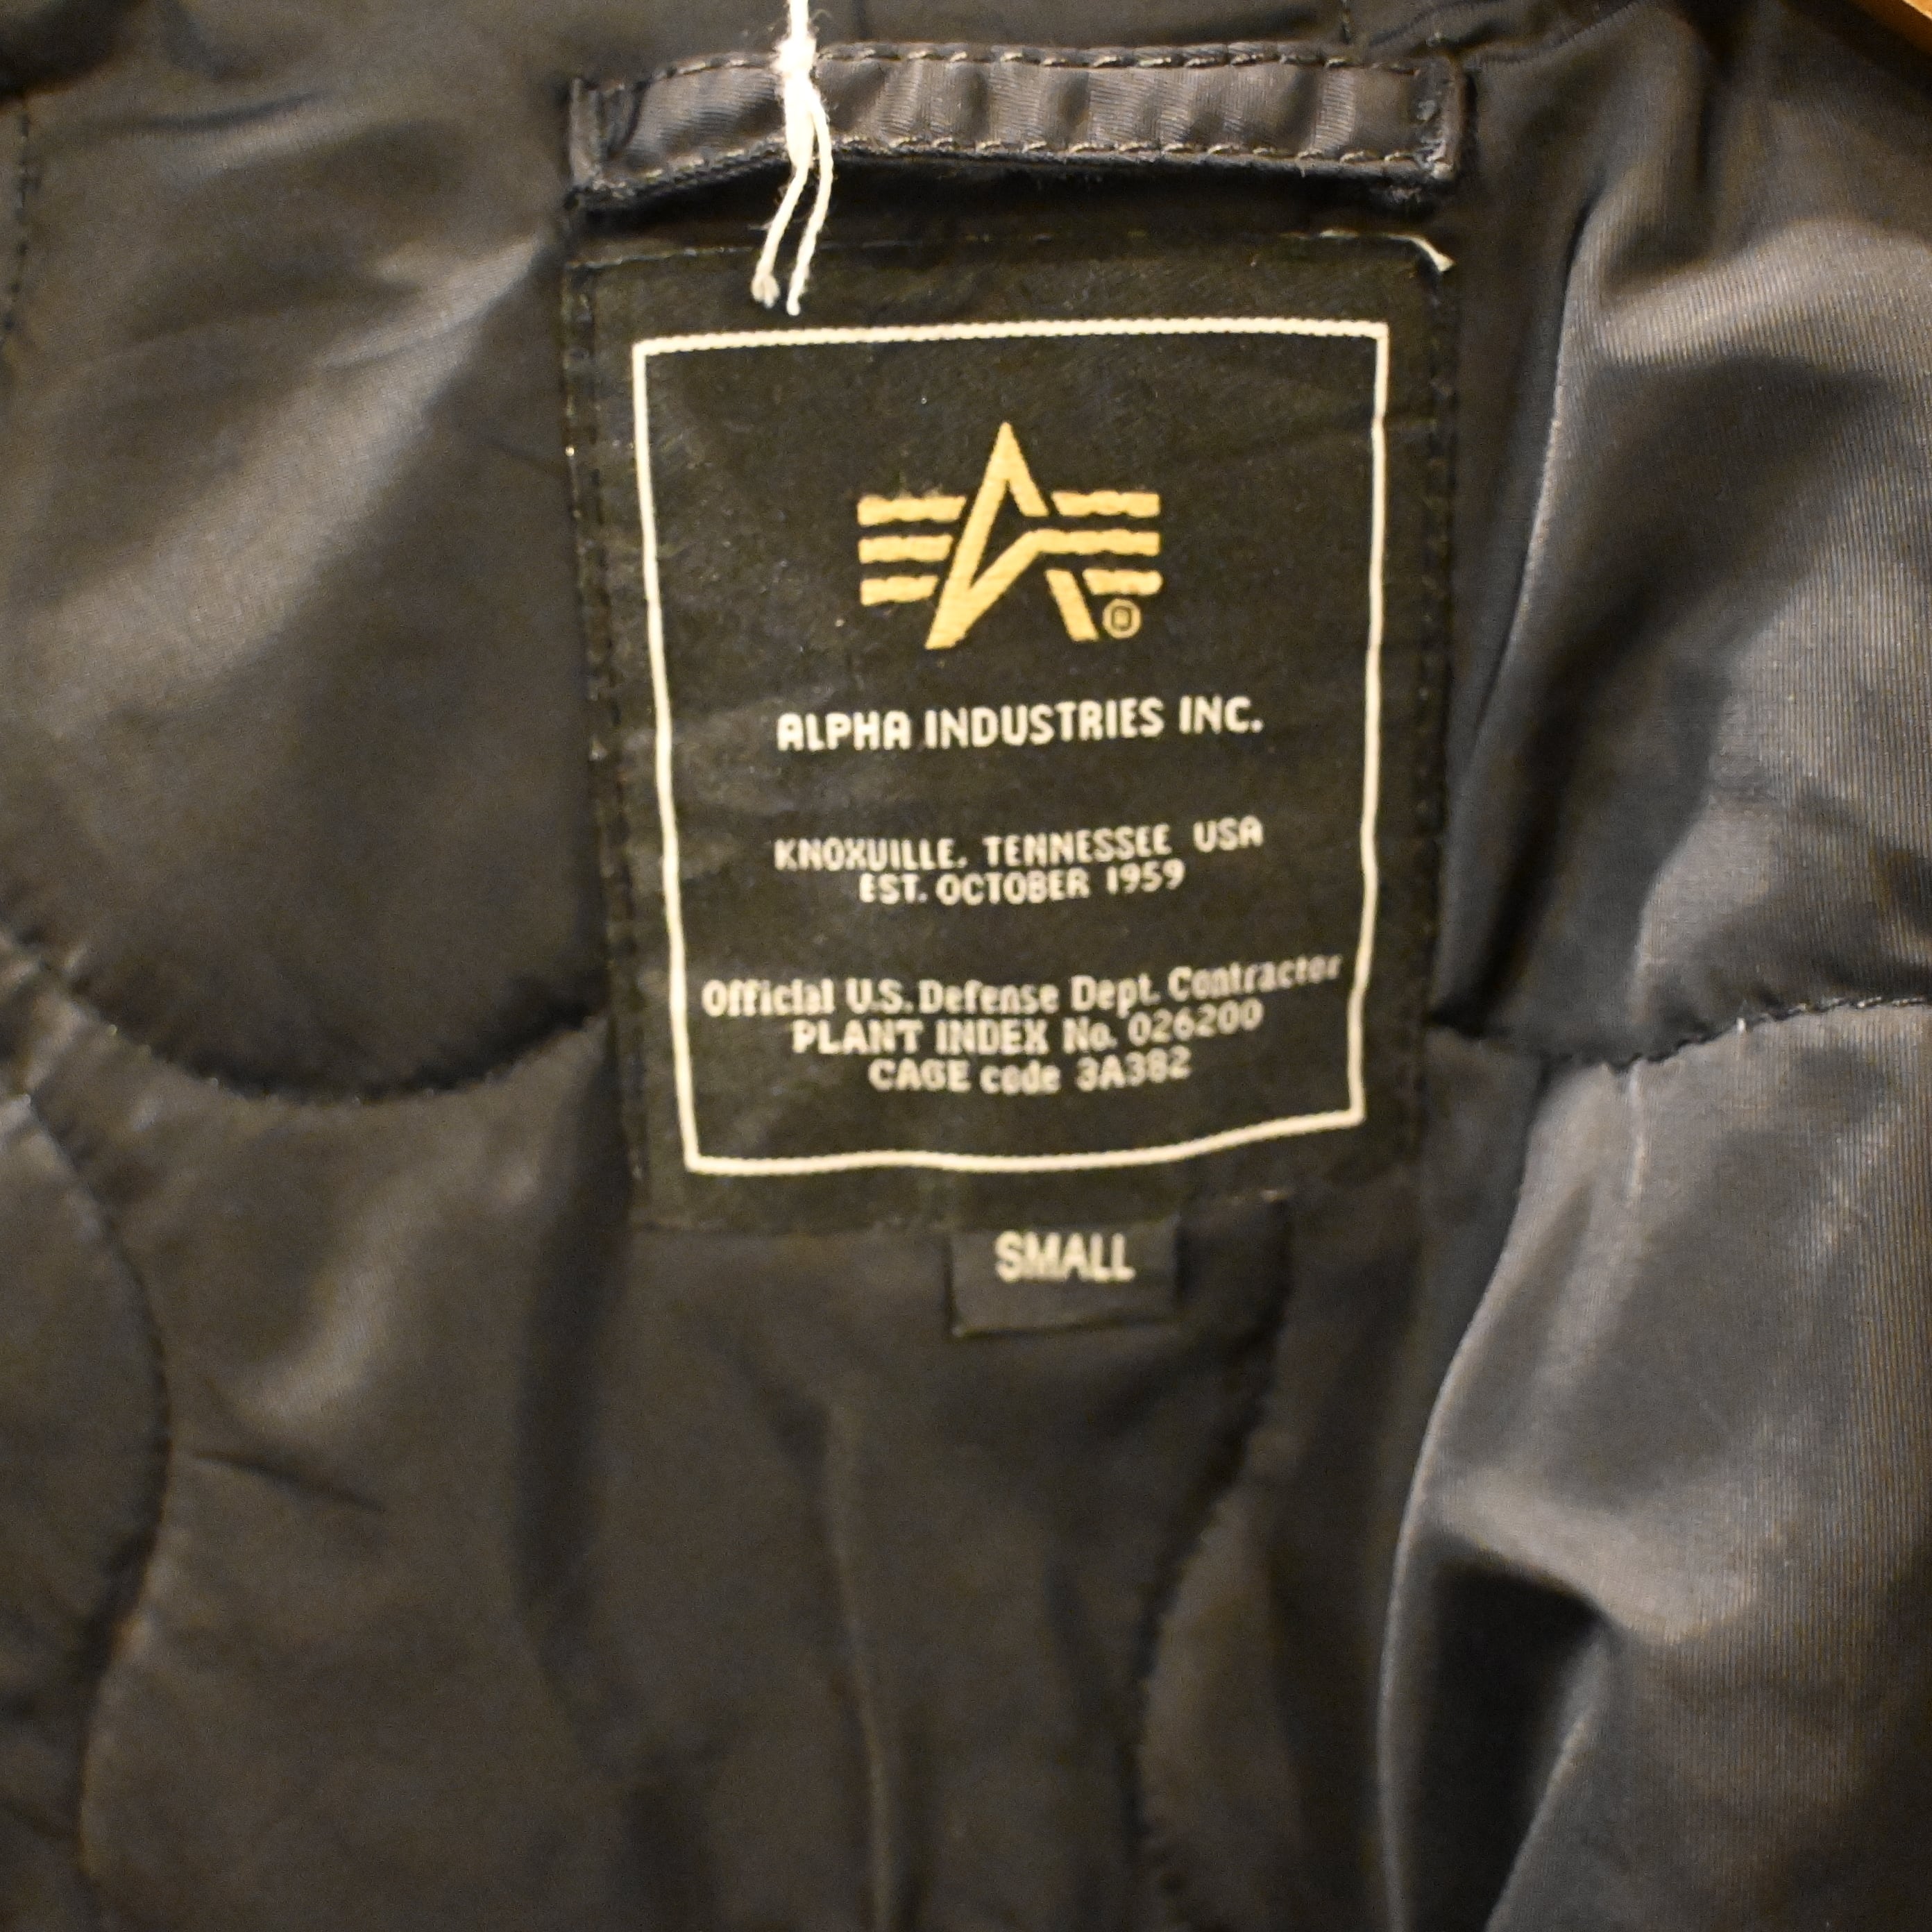 ALPHA INDUSTRIES INC.
KNOXVILLE, TENNESSEE USA
EST. OCTOBER 1959
Official U.S. Defense Dept. Contractor
PLANT INDEX No. 026200
CAGE code 3A382
SMALL